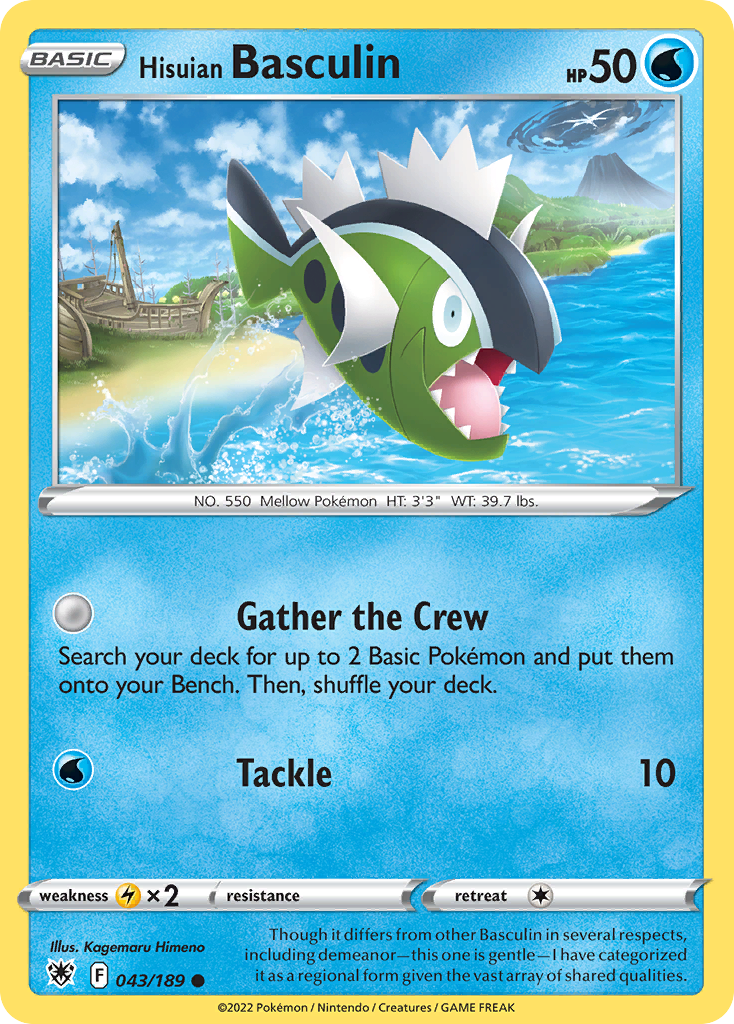 BASIC
Hisuian Basculin
HP 50
NO. 550 Mellow Pokémon HT: 3'3" WT: 39.7 lbs.
Gather the Crew
Search your deck for up to 2 Basic Pokémon and put them
onto your Bench. Then, shuffle your deck.
Tackle 10
weakness ×2 resistance retreat
Illus. Kagemaru Himeno
F 043/189
Though it differs from other Basculin in several respects,
including demeanor—this one is gentle—I have categorized
it as a regional form given the vast array of shared qualities.
©2022 Pokémon / Nintendo / Creatures / GAME FREAK